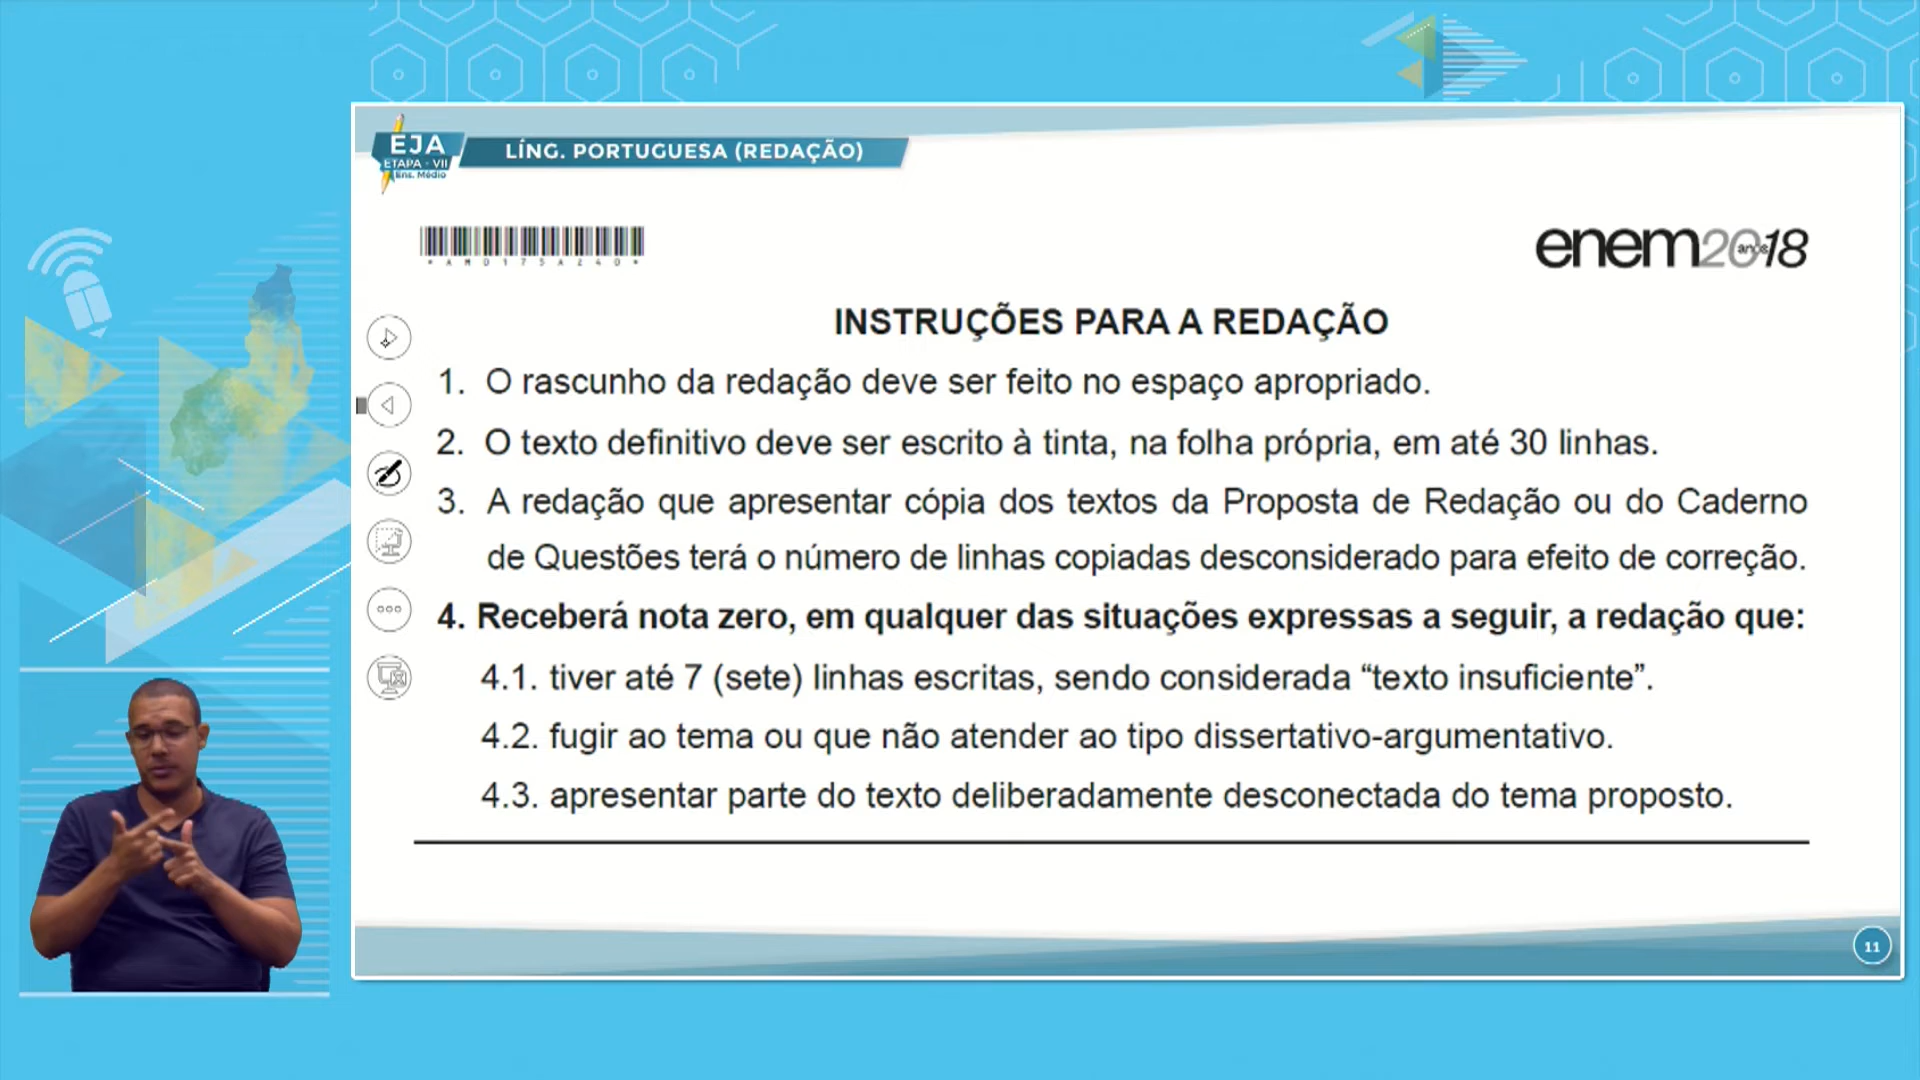 EJA
ETAPA - VII
Ens. Médio
LÍNG. PORTUGUESA (REDAÇÃO)
*AM0175A24D*
enem2018
anos
INSTRUÇÕES PARA A REDAÇÃO
1. O rascunho da redação deve ser feito no espaço apropriado.
2. O texto definitivo deve ser escrito à tinta, na folha própria, em até 30 linhas.
3. A redação que apresentar cópia dos textos da Proposta de Redação ou do Caderno
de Questões terá o número de linhas copiadas desconsiderado para efeito de correção.
4. Receberá nota zero, em qualquer das situações expressas a seguir, a redação que:
4.1. tiver até 7 (sete) linhas escritas, sendo considerada “texto insuficiente”.
4.2. fugir ao tema ou que não atender ao tipo dissertativo-argumentativo.
4.3. apresentar parte do texto deliberadamente desconectada do tema proposto.
11